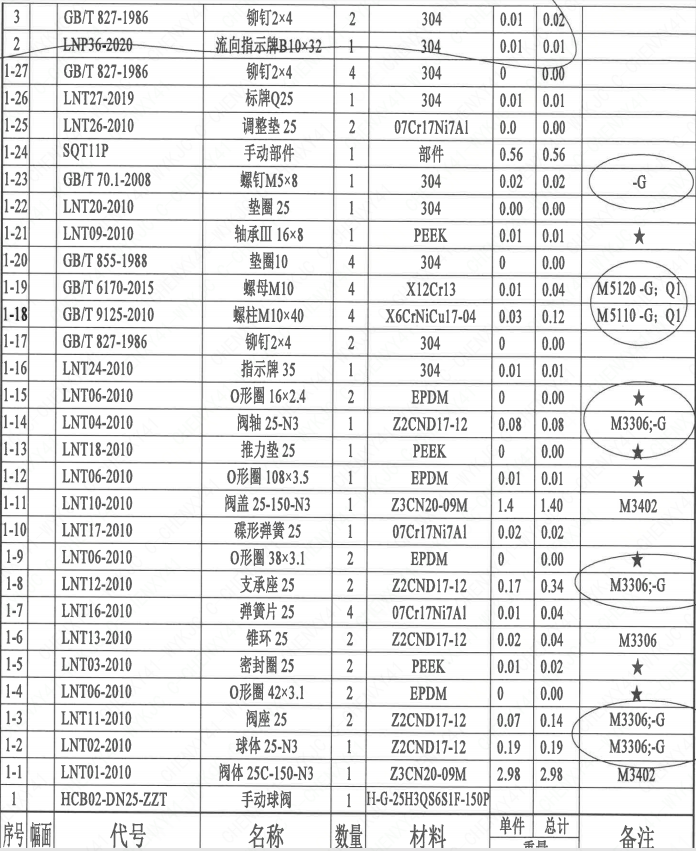 3 GB/T 827-1986 铆钉2×4 2 304 0.01 0.02
2 LNP36-2020 流向指示牌B10×32 1 304 0.01 0.01
1-27 GB/T 827-1986 铆钉2×4 4 304 0 0.00
1-26 LNT27-2019 标牌Q25 1 304 0.01 0.01
1-25 LNT26-2010 调整垫 25 2 07Cr17Ni7Al 0.0 0.00
1-24 SQT11P 手动部件 1 部件 0.56 0.56
1-23 GB/T 70.1-2008 螺钉M5×8 1 304 0.02 0.02 -G
1-22 LNT20-2010 垫圈 25 1 304 0.00 0.00
1-21 LNT09-2010 轴承Ⅲ 16×8 1 PEEK 0.01 0.01 ★
1-20 GB/T 855-1988 垫圈10 4 304 0 0.00
1-19 GB/T 6170-2015 螺母M10 4 X12Cr13 0.01 0.04 M5120 -G; Q1
1-18 GB/T 9125-2010 螺柱M10×40 4 X6CrNiCu17-04 0.03 0.12 M5110 -G; Q1
1-17 GB/T 827-1986 铆钉2×4 2 304 0 0.00
1-16 LNT24-2010 指示牌 35 1 304 0.01 0.01
1-15 LNT06-2010 O形圈 16×2.4 2 EPDM 0 0.00 ★
1-14 LNT04-2010 阀轴 25-N3 1 Z2CND17-12 0.08 0.08 M3306;-G
1-13 LNT18-2010 推力垫 25 1 PEEK 0 0.00 ★
1-12 LNT06-2010 O形圈 108×3.5 1 EPDM 0.01 0.01 ★
1-11 LNT10-2010 阀盖 25-150-N3 1 Z3CN20-09M 1.4 1.40 M3402
1-10 LNT17-2010 碟形弹簧 25 1 07Cr17Ni7Al 0.02 0.02
1-9 LNT06-2010 O形圈 38×3.1 2 EPDM 0 0.00 ★
1-8 LNT12-2010 支承座 25 2 Z2CND17-12 0.17 0.34 M3306;-G
1-7 LNT16-2010 弹簧片 25 4 07Cr17Ni7Al 0.01 0.04
1-6 LNT13-2010 锥环 25 2 Z2CND17-12 0.02 0.04 M3306
1-5 LNT03-2010 密封圈 25 2 PEEK 0.01 0.02 ★
1-4 LNT06-2010 O形圈 42×3.1 2 EPDM 0 0.00 ★
1-3 LNT11-2010 阀座 25 2 Z2CND17-12 0.07 0.14 M3306;-G
1-2 LNT02-2010 球体 25-N3 1 Z2CND17-12 0.19 0.19 M3306;-G
1-1 LNT01-2010 阀体 25C-150-N3 1 Z3CN20-09M 2.98 2.98 M3402
1 HCB02-DN25-ZZT 手动球阀 1 H-G-25H3QS6S1F-150P
序号 幅面 代号 名称 数量 材料 单件 总计 备注
重量